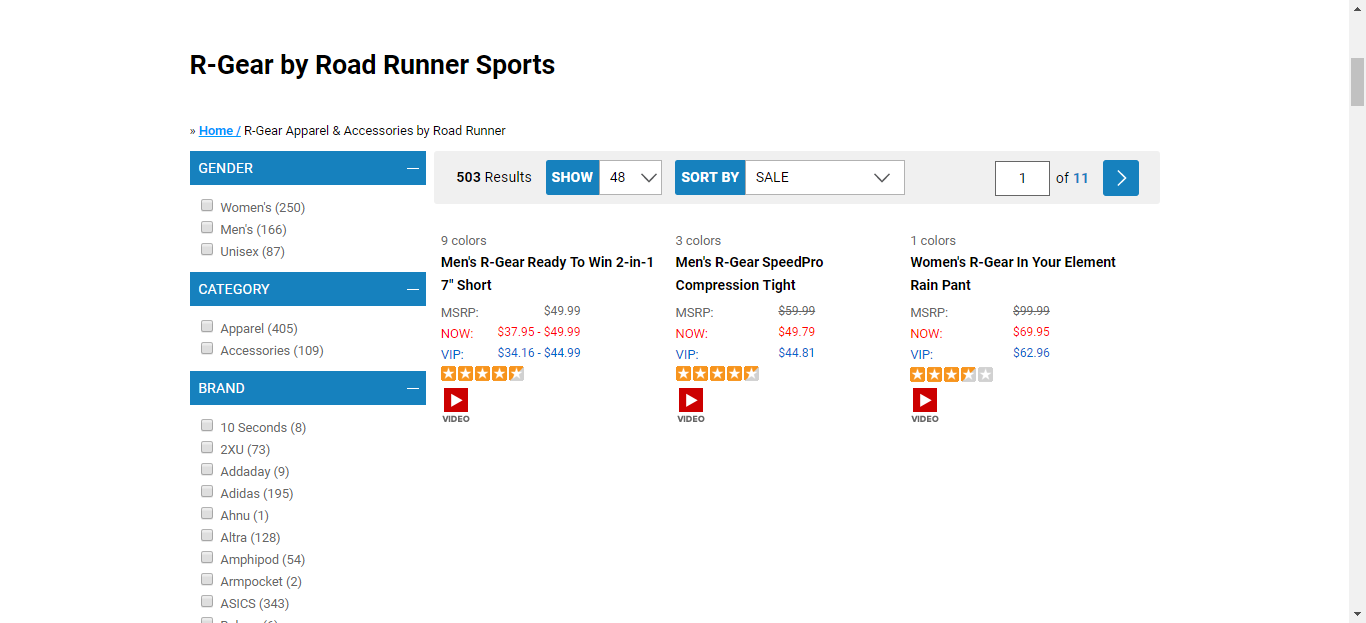 R-Gear by Road Runner Sports
» Home / R-Gear Apparel & Accessories by Road Runner
GENDER
Women's (250)
Men's (166)
Unisex (87)
CATEGORY
Apparel (405)
Accessories (109)
BRAND
10 Seconds (8)
2XU (73)
Addaday (9)
Adidas (195)
Ahnu (1)
Altra (128)
Amphipod (54)
Armpocket (2)
ASICS (343)
503 Results SHOW 48 SORT BY SALE 1 of 11
9 colors
Men's R-Gear Ready To Win 2-in-1
7" Short
MSRP: $49.99
NOW: $37.95 - $49.99
VIP: $34.16 - $44.99
VIDEO
3 colors
Men's R-Gear SpeedPro
Compression Tight
MSRP: $59.99
NOW: $49.79
VIP: $44.81
VIDEO
1 colors
Women's R-Gear In Your Element
Rain Pant
MSRP: $99.99
NOW: $69.95
VIP: $62.96
VIDEO